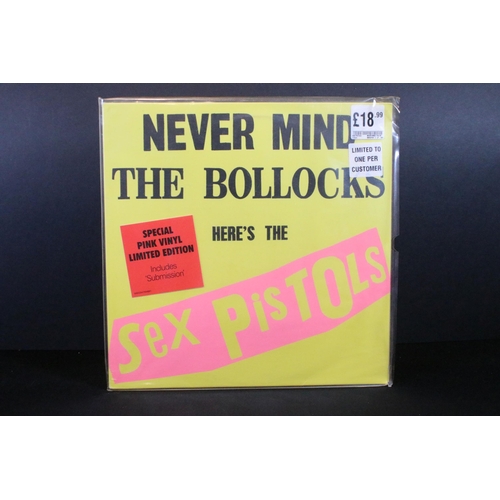 NEVER MIND
THE BOLLOCKS
HERE'S THE
Sex PisTOLs
SPECIAL
PINK VINYL
LIMITED EDITION
Includes
'Submission'
£18.99
LIMITED TO
ONE PER
CUSTOMER